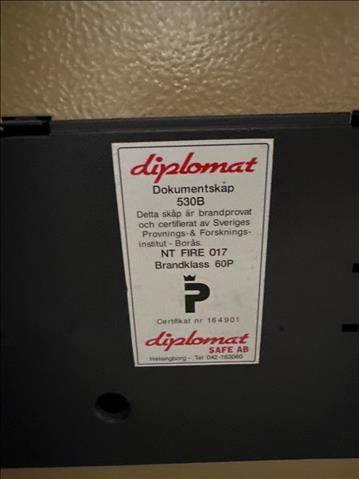 diplomat
Dokumentskåp
530B
Detta skåp är brandprovat
och certifierat av Sveriges
Provnings-& Forsknings-
institut - Borås.
NT FIRE 017
Brandklass 60P
P
Certifikat nr 164901
diplomat
SAFE AB
Helsingborg - Tel 042-163060